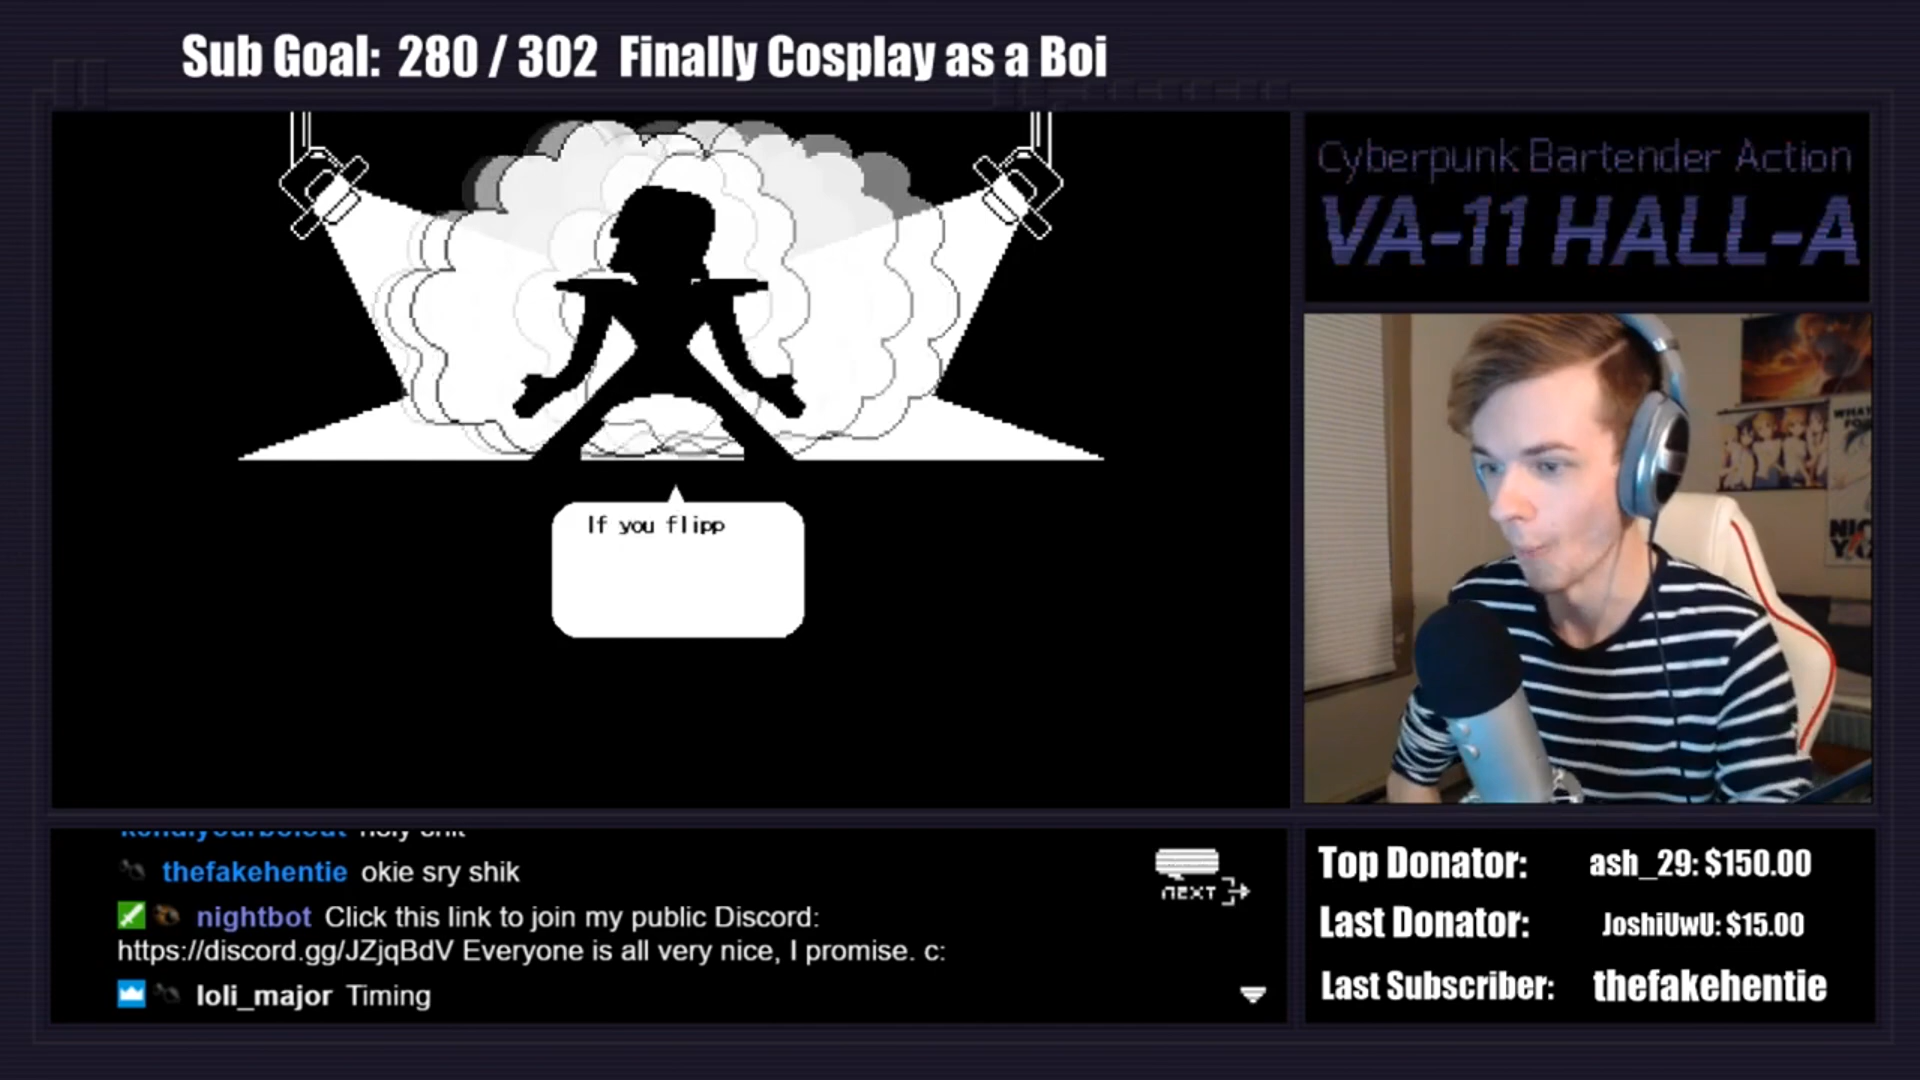 Sub Goal: 280 / 302 Finally Cosplay as a Boi
Cyberpunk Bartender Action
VA-11 HALL-A
If you flipp
WHAT
thefakehentie okie sry shik
nightbot Click this link to join my public Discord:
https://discord.gg/JZjqBdV Everyone is all very nice, I promise. c:
loli_major Timing
NEXT
Top Donator: ash_29: $150.00
Last Donator: JoshiUwU: $15.00
Last Subscriber: thefakehentie